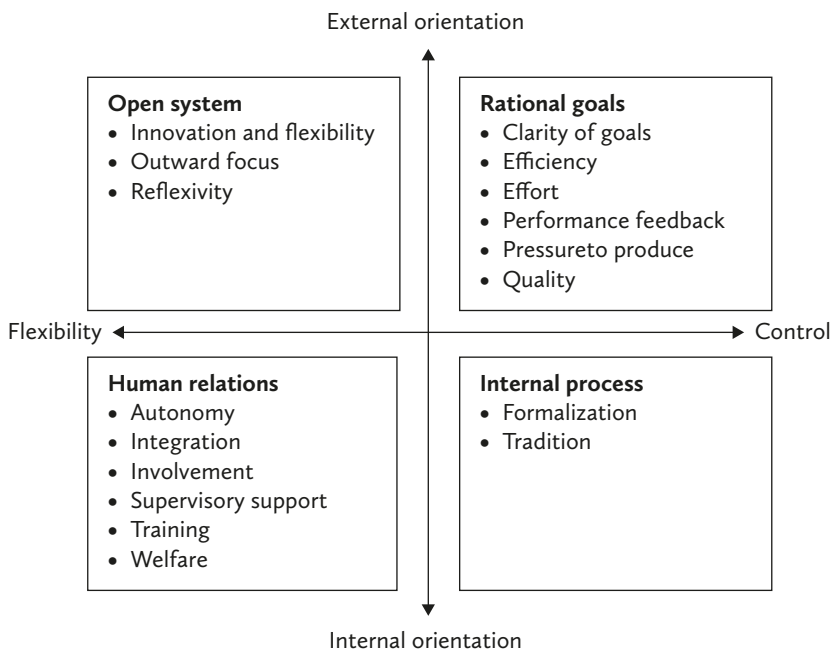 External orientation
Open system
• Innovation and flexibility
• Outward focus
• Reflexivity
Rational goals
• Clarity of goals
• Efficiency
• Effort
• Performance feedback
• Pressureto produce
• Quality
Flexibility
Control
Human relations
• Autonomy
• Integration
• Involvement
• Supervisory support
• Training
• Welfare
Internal process
• Formalization
• Tradition
Internal orientation